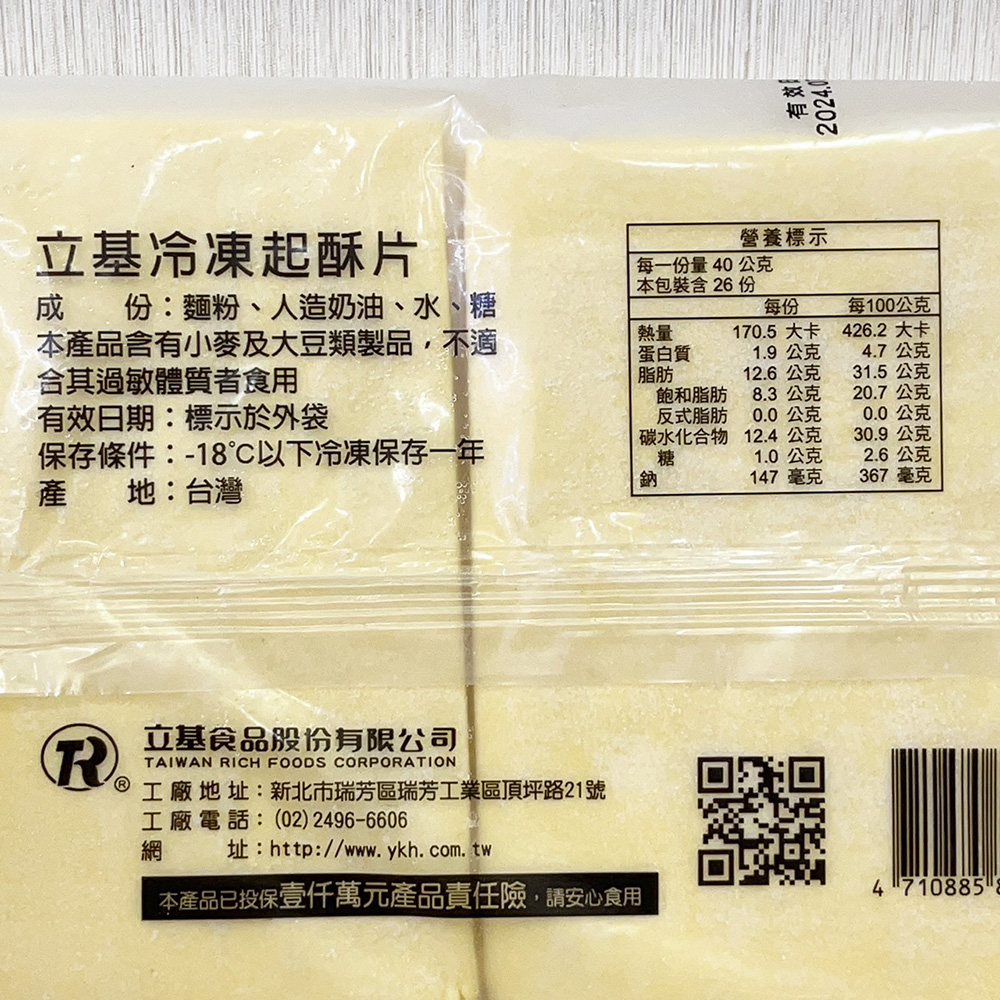 有效
2024.0
立基冷凍起酥片
成 份：麵粉、人造奶油、水、糖
本產品含有小麥及大豆類製品，不適
合其過敏體質者食用
有效日期：標示於外袋
保存條件：-18℃以下冷凍保存一年
產 地：台灣
營養標示
每一份量 40 公克
本包裝含 26 份
每份 每100公克
熱量 170.5 大卡 426.2 大卡
蛋白質 1.9 公克 4.7 公克
脂肪 12.6 公克 31.5 公克
飽和脂肪 8.3 公克 20.7 公克
反式脂肪 0.0 公克 0.0 公克
碳水化合物 12.4 公克 30.9 公克
糖 1.0 公克 2.6 公克
鈉 147 毫克 367 毫克
TR ®
立基食品股份有限公司
TAIWAN RICH FOODS CORPORATION
工廠地址：新北市瑞芳區瑞芳工業區頂坪路21號
工廠電話：(02)2496-6606
網 址：http://www.ykh.com.tw
本產品已投保壹仟萬元產品責任險，請安心食用
4 710885